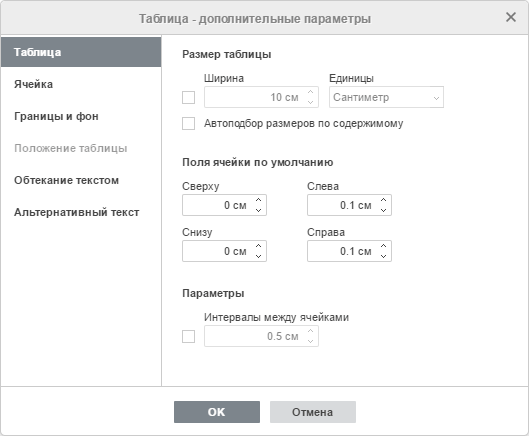 Таблица - дополнительные параметры
Таблица
Ячейка
Границы и фон
Положение таблицы
Обтекание текстом
Альтернативный текст
Размер таблицы
Ширина Единицы
10 см Сантиметр
Автоподбор размеров по содержимому
Поля ячейки по умолчанию
Сверху Слева
0 см 0.1 см
Снизу Справа
0 см 0.1 см
Параметры
Интервалы между ячейками
0.5 см
OK Отмена